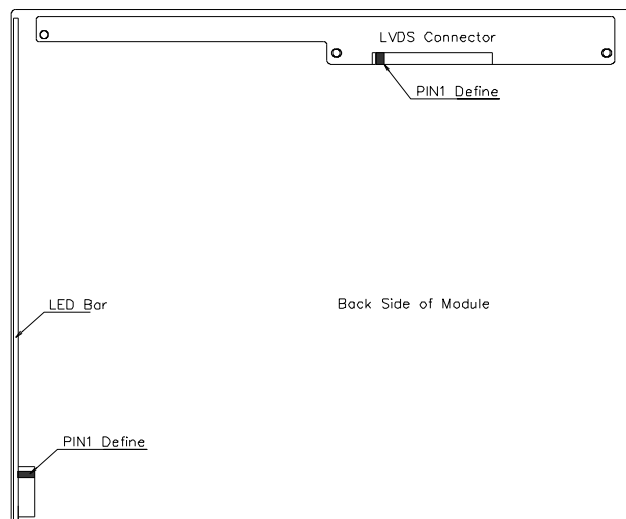 LVDS Connector
PIN1 Define
LED Bar
Back Side of Module
PIN1 Define